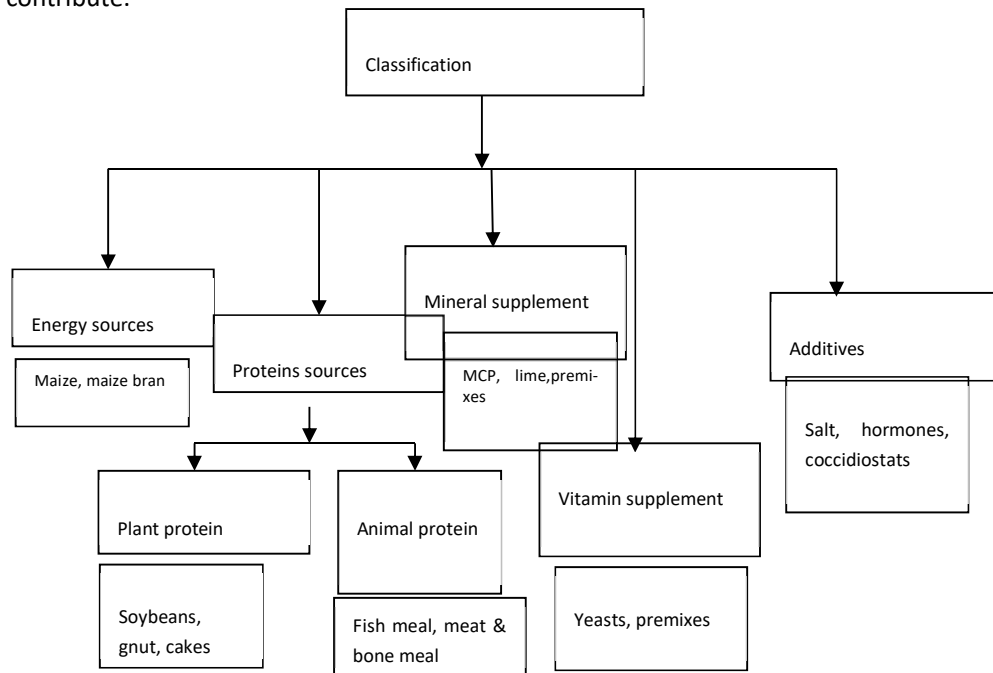 contribute.
Classification
Energy sources
Maize, maize bran
Proteins sources
Mineral supplement
MCP, lime,premi-
xes
Additives
Salt, hormones,
coccidiostats
Plant protein
Soybeans,
gnut, cakes
Animal protein
Fish meal, meat &
bone meal
Vitamin supplement
Yeasts, premixes